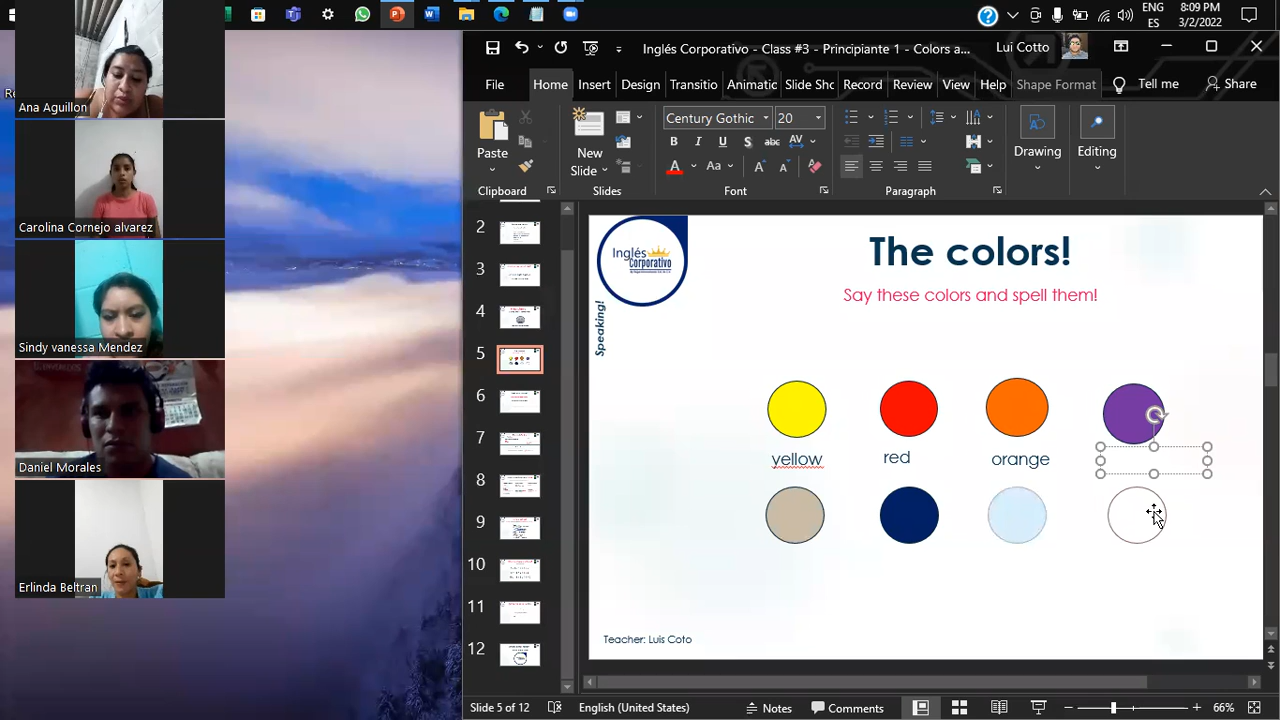 ENG
ES
8:09 PM
3/2/2022
Ana Aguillon
Carolina Cornejo alvarez
Sindy vanessa Mendez
Daniel Morales
Erlinda Beltran
Inglés Corporativo - Class #3 - Principiante 1 - Colors a...
Lui Cotto
File Home Insert Design Transitio Animatic Slide Sho Record Review View Help Shape Format Tell me Share
Paste
New
Slide
Century Gothic 20
Drawing
Editing
Clipboard Slides Font Paragraph
2
3
4
5
6
7
8
9
10
11
12
Inglés
Corporativo
Speaking!
The colors!
Say these colors and spell them!
yellow red orange
Teacher: Luis Coto
Slide 5 of 12 English (United States) Notes Comments 66%